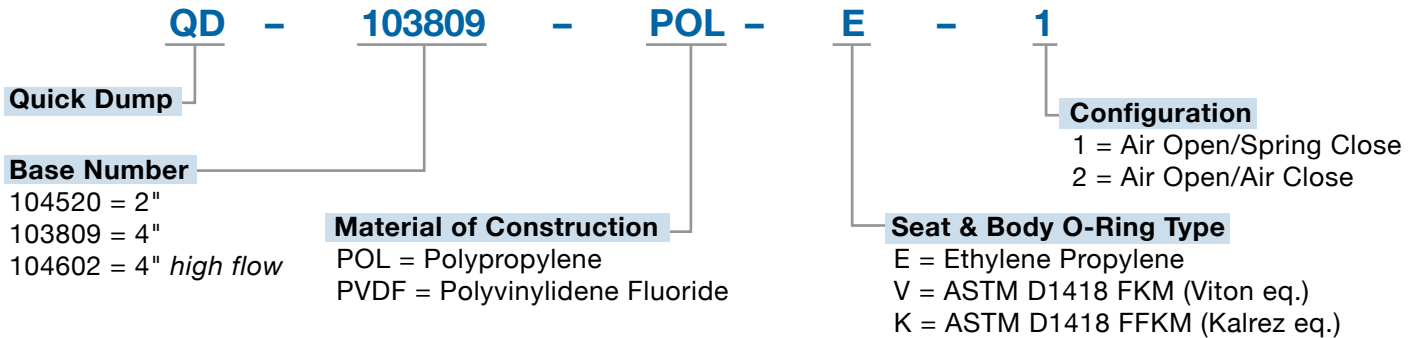 QD – 103809 – POL – E – 1
Quick Dump
Base Number
104520 = 2"
103809 = 4"
104602 = 4" high flow
Material of Construction
POL = Polypropylene
PVDF = Polyvinylidene Fluoride
Seat & Body O-Ring Type
E = Ethylene Propylene
V = ASTM D1418 FKM (Viton eq.)
K = ASTM D1418 FFKM (Kalrez eq.)
Configuration
1 = Air Open/Spring Close
2 = Air Open/Air Close